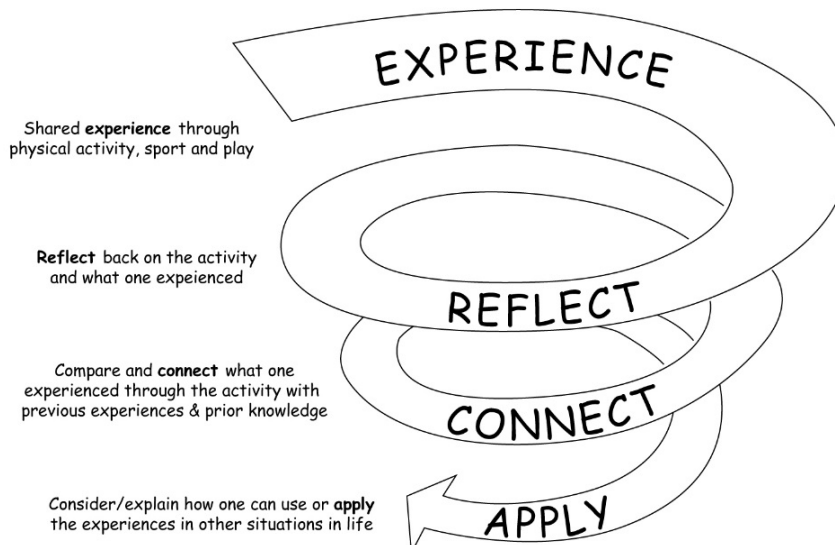 EXPERIENCE
Shared experience through
physical activity, sport and play
Reflect back on the activity
and what one expeienced
REFLECT
Compare and connect what one
experienced through the activity with
previous experiences & prior knowledge
CONNECT
Consider/explain how one can use or apply
the experiences in other situations in life
APPLY